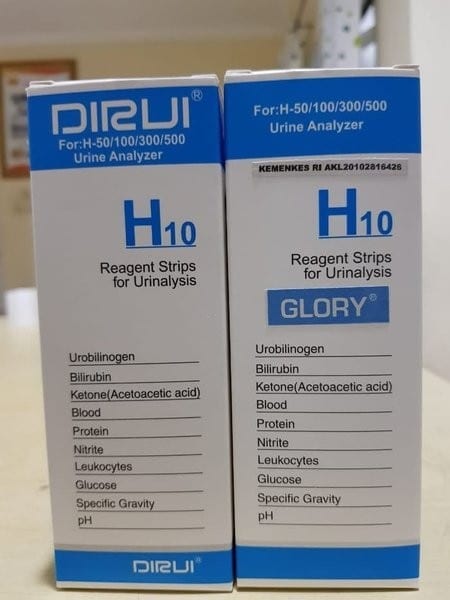 DIRUI®
For:H-50/100/300/500
Urine Analyzer
H10
Reagent Strips
for Urinalysis
Urobilinogen
Bilirubin
Ketone(Acetoacetic acid)
Blood
Protein
Nitrite
Leukocytes
Glucose
Specific Gravity
pH
DIRUI®
For:H-50/100/300/500
Urine Analyzer
KEMENKES RI AKL20102816426
H10
Reagent Strips
for Urinalysis
GLORY®
Urobilinogen
Bilirubin
Ketone(Acetoacetic acid)
Blood
Protein
Nitrite
Leukocytes
Glucose
Specific Gravity
pH